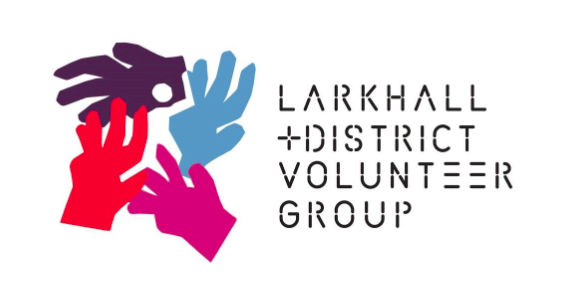 LARKHALL
+DISTRICT
VOLUNTEER
GROUP